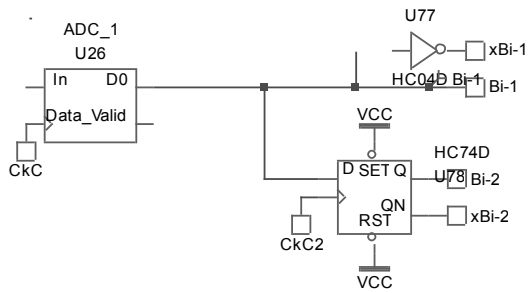 U77
ADC_1
U26
xBi-1
In D0
HC04D Bi-1
Bi-1
Data_Valid
VCC
CkC
HC74D
D SET Q
U78 Bi-2
QN
xBi-2
RST
CkC2
VCC